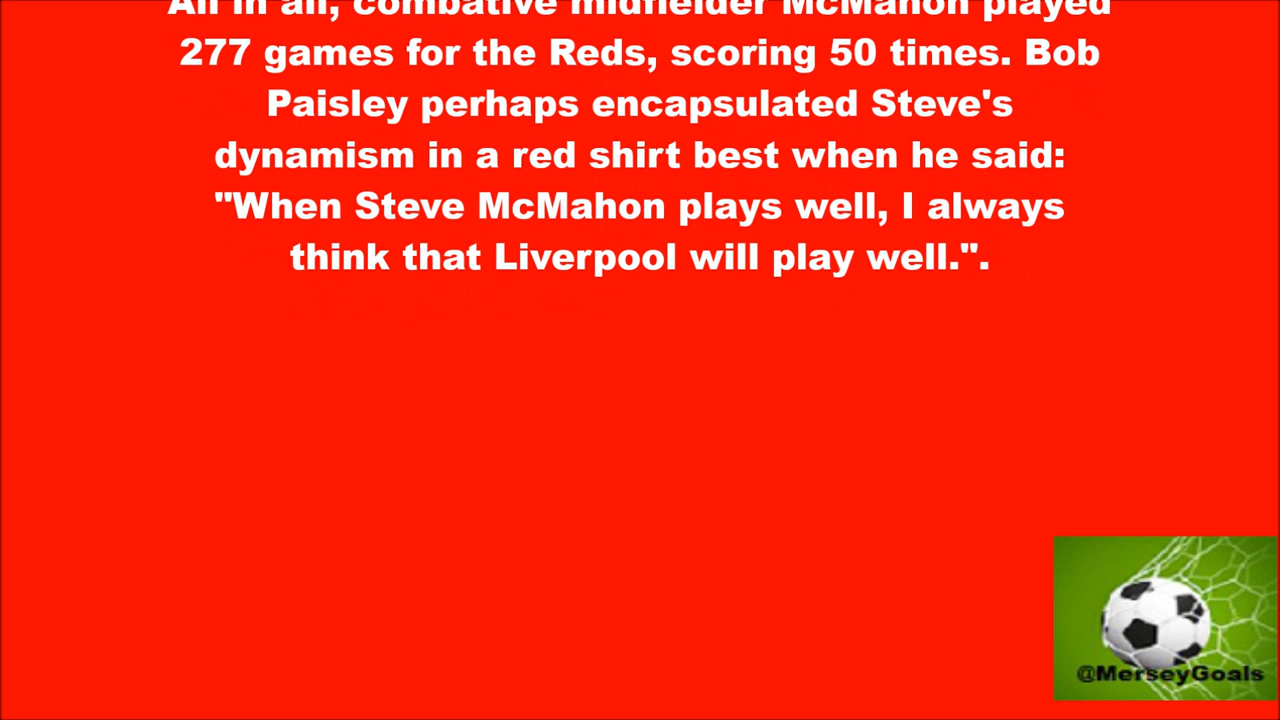 All in all, combative midfielder McMahon played
277 games for the Reds, scoring 50 times. Bob
Paisley perhaps encapsulated Steve's
dynamism in a red shirt best when he said:
"When Steve McMahon plays well, I always
think that Liverpool will play well.".
@MerseyGoals